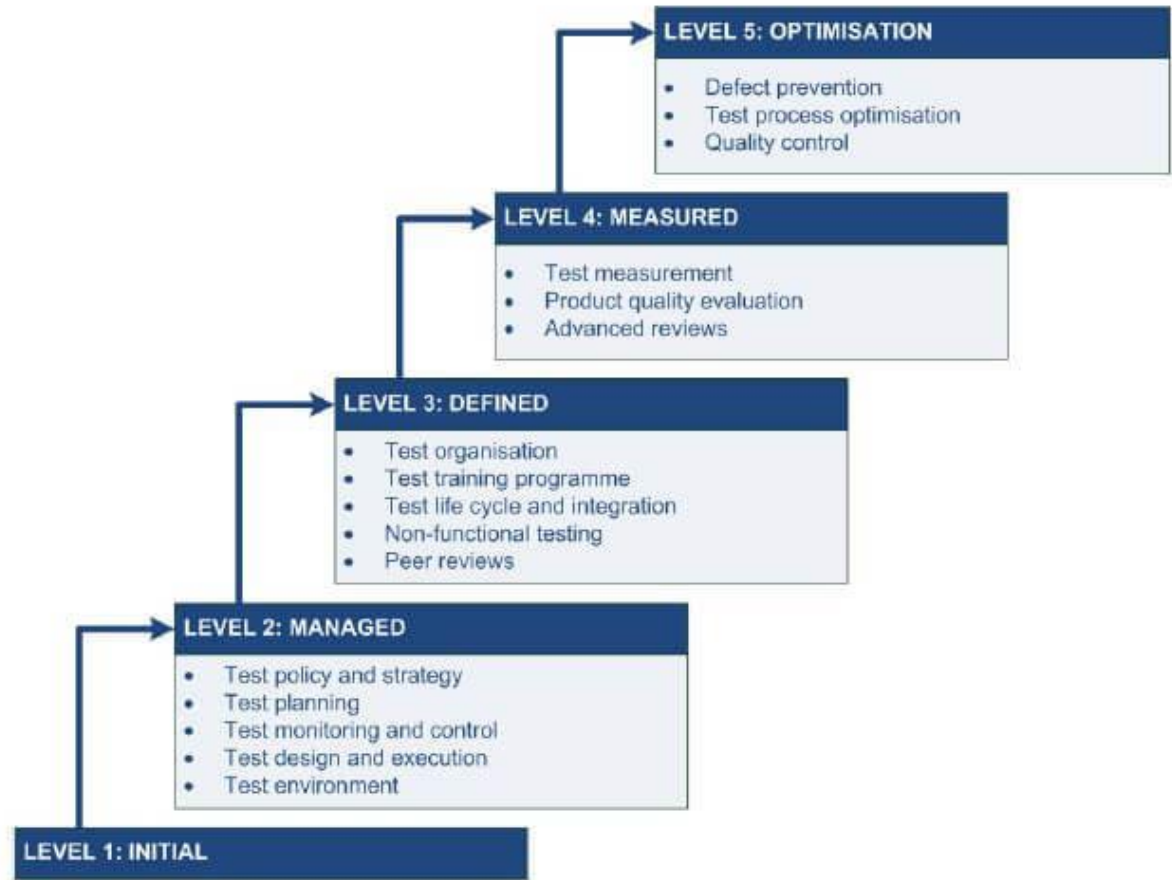 LEVEL 5: OPTIMISATION
• Defect prevention
• Test process optimisation
• Quality control
LEVEL 4: MEASURED
• Test measurement
• Product quality evaluation
• Advanced reviews
LEVEL 3: DEFINED
• Test organisation
• Test training programme
• Test life cycle and integration
• Non-functional testing
• Peer reviews
LEVEL 2: MANAGED
• Test policy and strategy
• Test planning
• Test monitoring and control
• Test design and execution
• Test environment
LEVEL 1: INITIAL